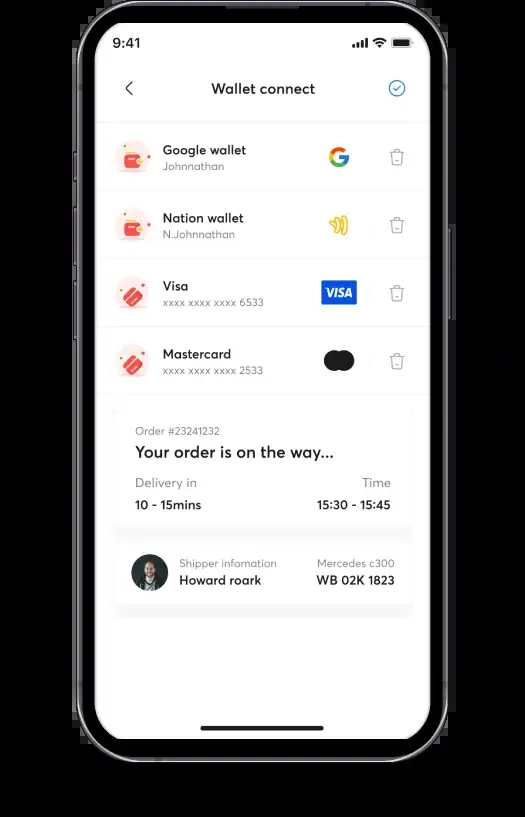 9:41
Wallet connect
Google wallet
Johnnathan
G
Nation wallet
N.Johnnathan
Visa
xxxx xxxx xxxx 6533
VISA
Mastercard
xxxx xxxx xxxx 2533
Order #23241232
Your order is on the way...
Delivery in Time
10 - 15mins 15:30 - 15:45
Shipper infomation Mercedes c300
Howard roark WB 02K 1823